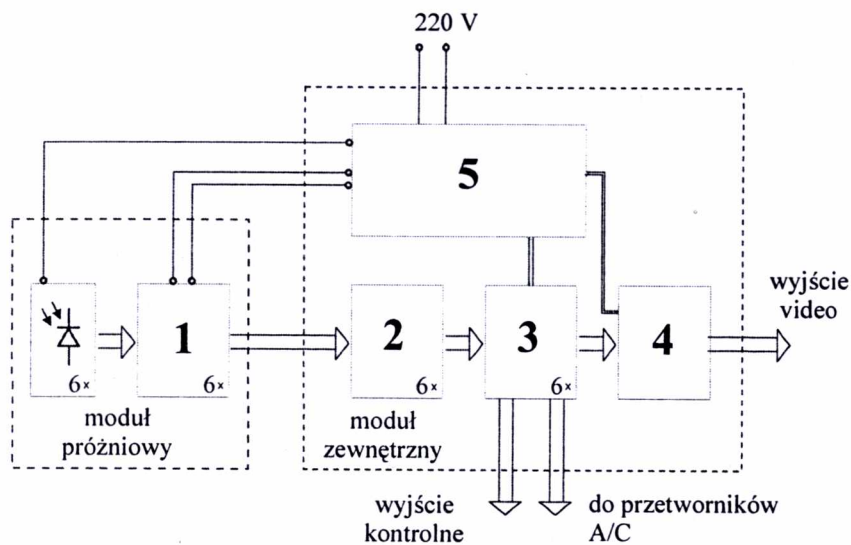 220 V
5
1
2
3
4
6×
6×
6×
6×
wyjście
video
moduł
próżniowy
moduł
zewnętrzny
wyjście
kontrolne
do przetworników
A/C